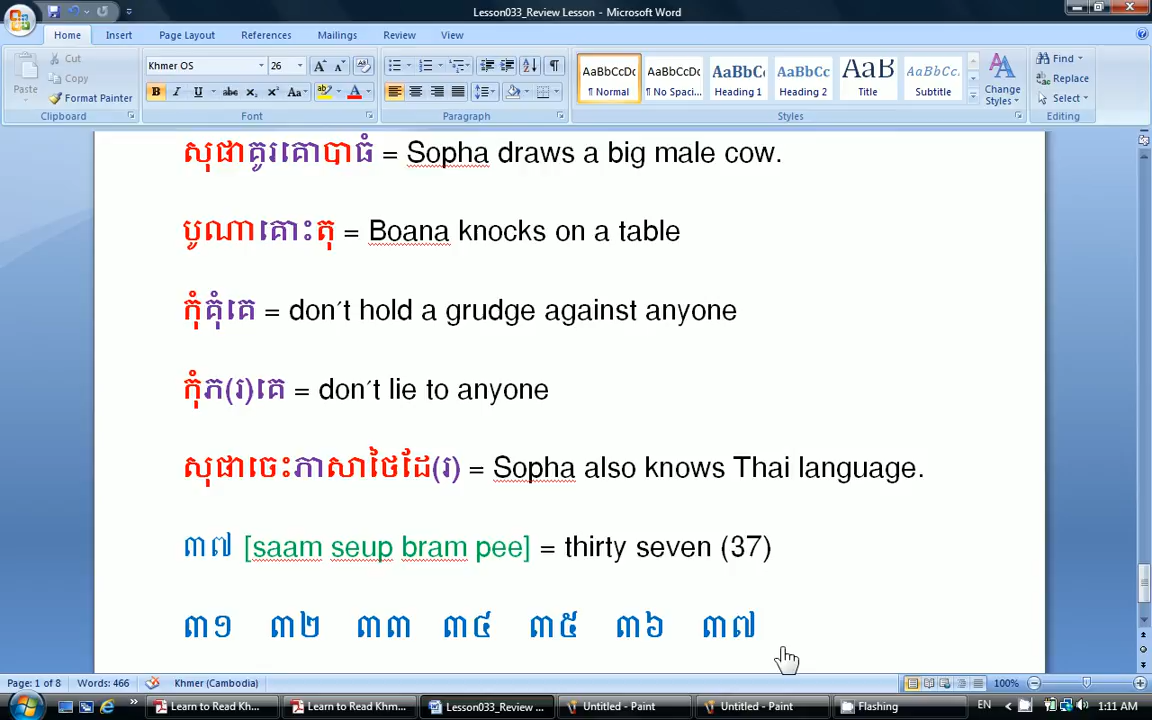 Lesson033_Review Lesson - Microsoft Word
Home Insert Page Layout References Mailings Review View
Paste Cut Copy Format Painter Clipboard
Khmer OS 26 Font
Paragraph
AaBbCcDc ¶ Normal AaBbCcDc ¶ No Spaci... AaBbC Heading 1 AaBbCc Heading 2 AaB Title AaBbCc. Subtitle Change Styles Styles
Find Replace Select Editing
សុផាគូរគោបាធំ = Sopha draws a big male cow.
បូណាគោះតុ = Boana knocks on a table
កុំគុំគេ = don't hold a grudge against anyone
កុំភ(រ)គេ = don't lie to anyone
សុផាចេះភាសាថៃដែ(រ) = Sopha also knows Thai language.
៣៧ [saam seup bram pee] = thirty seven (37)
៣១ ៣២ ៣៣ ៣៤ ៣៥ ៣៦ ៣៧
Page: 1 of 8 Words: 466 Khmer (Cambodia) 100%
Learn to Read Kh... Learn to Read Khm... Lesson033_Review ... Untitled - Paint Untitled - Paint Flashing EN 1:11 AM